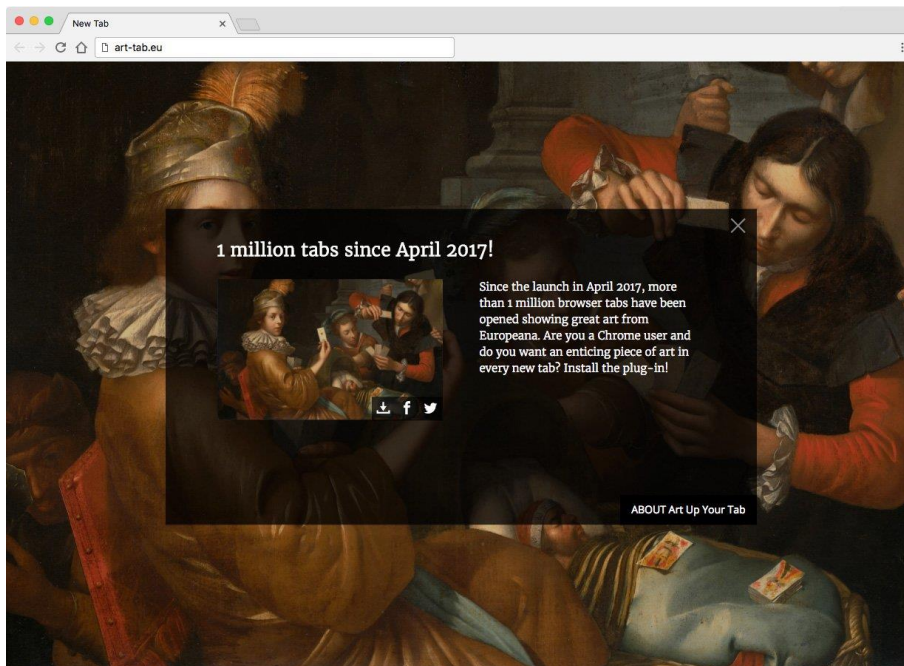 New Tab
art-tab.eu
1 million tabs since April 2017!
Since the launch in April 2017, more
than 1 million browser tabs have been
opened showing great art from
Europeana. Are you a Chrome user and
do you want an enticing piece of art in
every new tab? Install the plug-in!
ABOUT Art Up Your Tab